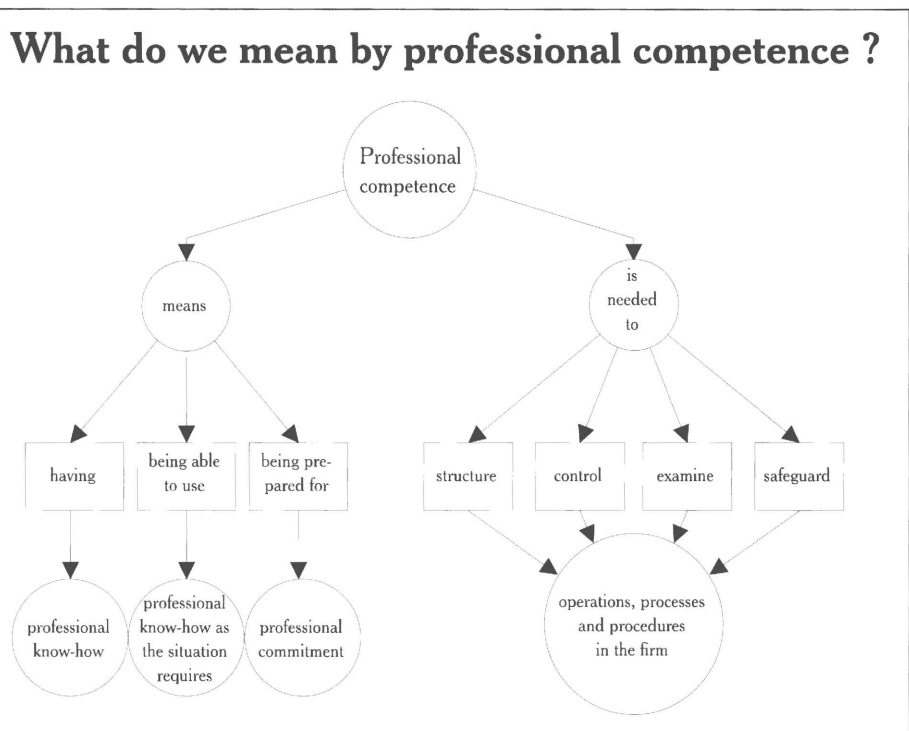 What do we mean by professional competence ?
Professional
competence
means
is
needed
to
having
being able
to use
being pre-
pared for
structure
control
examine
safeguard
professional
know-how
professional
know-how as
the situation
requires
professional
commitment
operations, processes
and procedures
in the firm